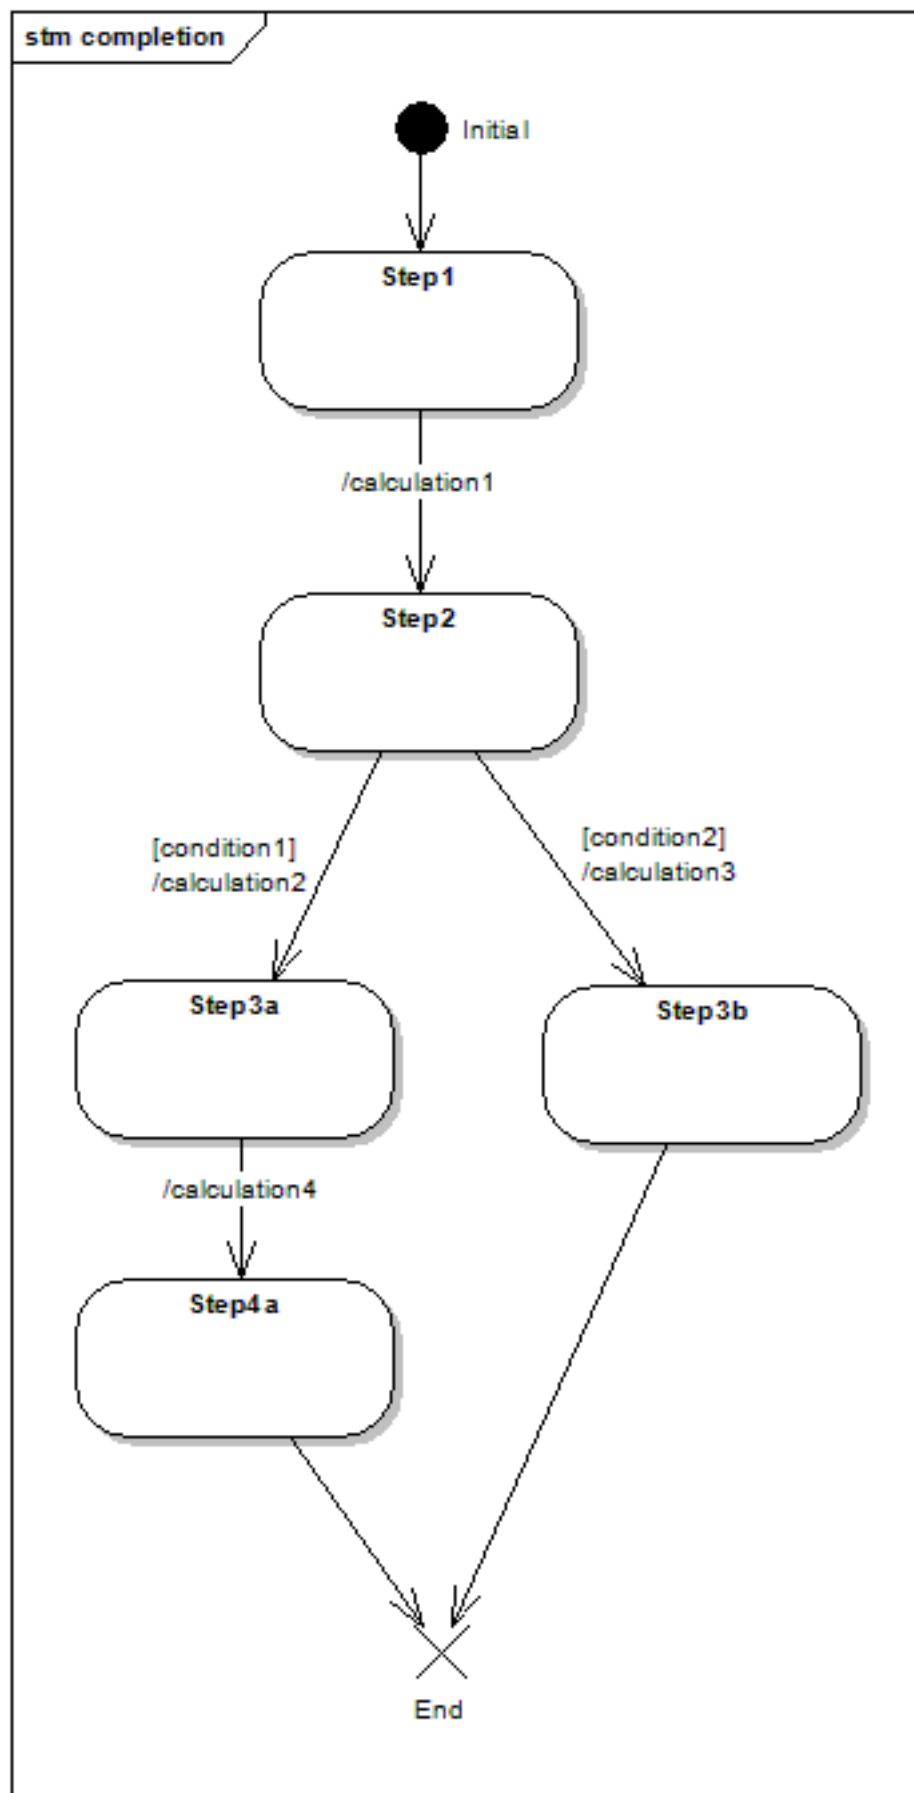 stm completion
Initial
Step1
/calculation1
Step2
[condition1]
/calculation2
[condition2]
/calculation3
Step3a
Step3b
/calculation4
Step4a
End